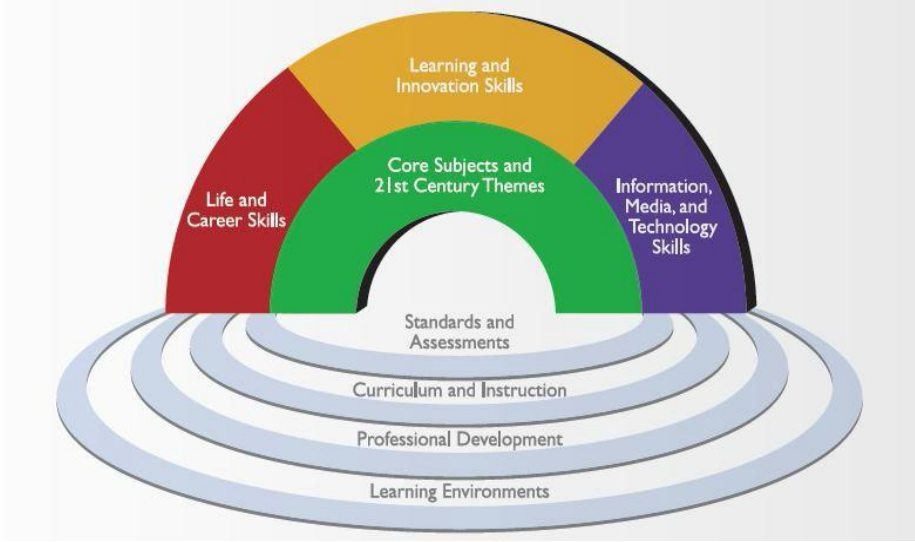 Learning and
Innovation Skills
Core Subjects and
21st Century Themes
Life and
Career Skills
Information,
Media, and
Technology
Skills
Standards and
Assessments
Curriculum and Instruction
Professional Development
Learning Environments